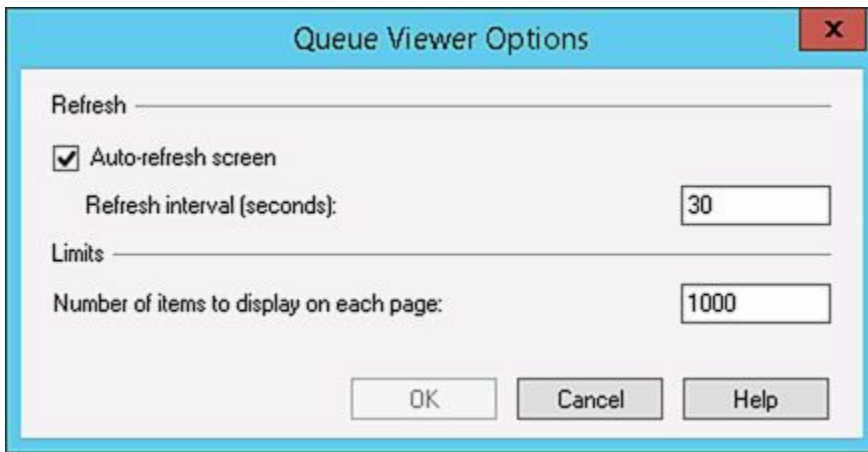 Queue Viewer Options
x
Refresh
Auto-refresh screen
Refresh interval (seconds): 30
Limits
Number of items to display on each page: 1000
OK Cancel Help